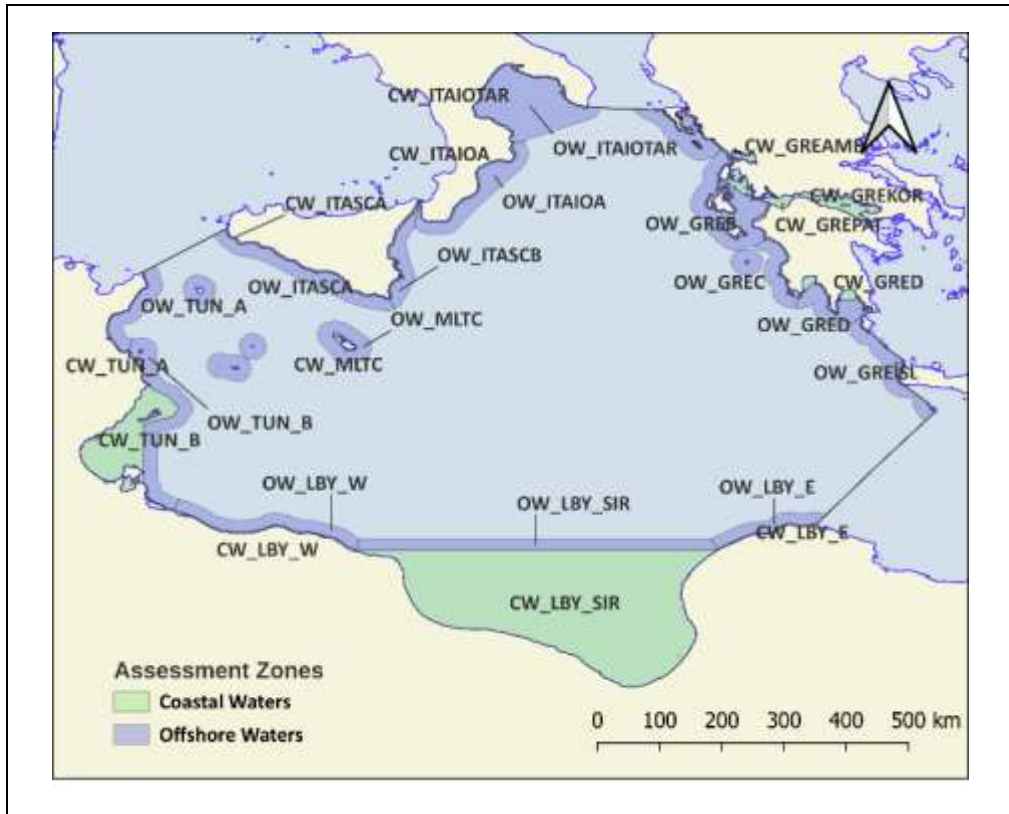 CW_ITAIOTAR
OW_ITAIOTAR
CW_GREAMB
CW_ITAIOA
CW_ITASCA
OW_ITAIOA
CW_GREKOR
OW_GREB
CW_GREPAT
OW_ITASCB
OW_ITASCA
OW_GREC
CW_GRED
OW_TUN_A
OW_MLTC
OW_GRED
CW_TUN_A
CW_MLTC
OW_GREISL
OW_TUN_B
CW_TUN_B
OW_LBY_W
OW_LBY_SIR
OW_LBY_E
CW_LBY_E
CW_LBY_W
CW_LBY_SIR
Assessment Zones
Coastal Waters
Offshore Waters
0 100 200 300 400 500 km